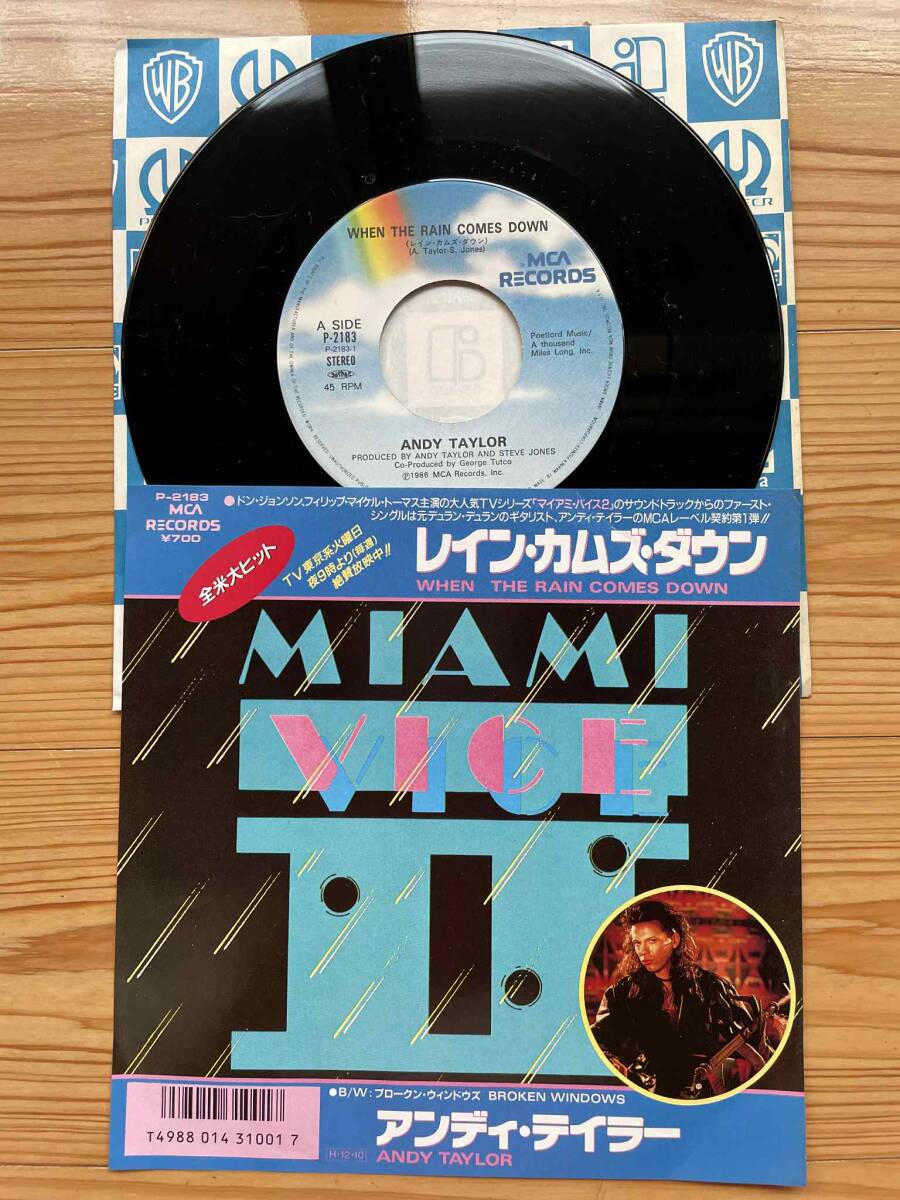 WB
WHEN THE RAIN COMES DOWN
(レイン・カムズ・ダウン)
(A. Taylor-S. Jones)
MCA
RECORDS
A SIDE
P-2183
P-2183-1
STEREO
45 RPM
Poetlord Music/
A thousand
Miles Long, Inc.
ANDY TAYLOR
PRODUCED BY ANDY TAYLOR AND STEVE JONES
Co-Produced by George Tutco
Ⓟ1986 MCA Records, Inc.
P-2183
MCA
RECORDS
¥700
●ドン・ジョンソン,フィリップ・マイケル・トーマス主演の大人気TVシリーズ「マイアミ・バイス2」のサウンドトラックからのファースト・
シングルは元デュラン・デュランのギタリスト、アンディ・テイラーのMCAレーベル契約第1弾!!
全米大ヒット
TV東京系火曜日
夜9時より(毎週)
絶賛放映中!!
レイン・カムズ・ダウン
WHEN THE RAIN COMES DOWN
MIAMI
VICE
II
●B/W: ブロークン・ウィンドウズ BROKEN WINDOWS
アンディ・テイラー
ANDY TAYLOR
T4988 014 31001 7
H·12·10